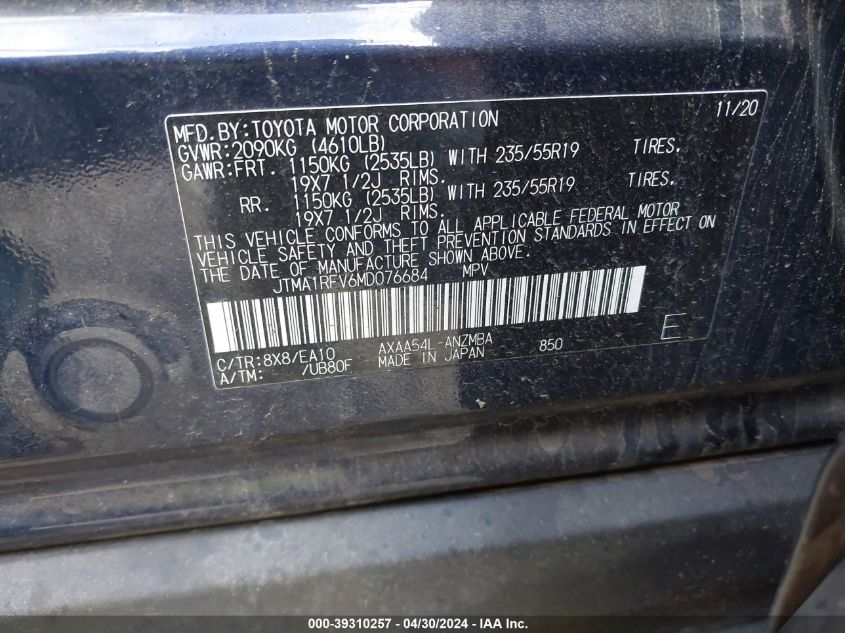 MFD.BY:TOYOTA MOTOR CORPORATION 11/20
GVWR:2090KG (4610LB)
GAWR:FRT. 1150KG (2535LB) WITH 235/55R19 TIRES.
19X7 1/2J RIMS.
RR. 1150KG (2535LB) WITH 235/55R19 TIRES.
19X7 1/2J RIMS.
THIS VEHICLE CONFORMS TO ALL APPLICABLE FEDERAL MOTOR
VEHICLE SAFETY AND THEFT PREVENTION STANDARDS IN EFFECT ON
THE DATE OF MANUFACTURE SHOWN ABOVE.
JTMA1RFV6MD076684 MPV
C/TR:8X8/EA10 AXAA54L-ANZMBA 850 E
A/TM: /UB80F MADE IN JAPAN
000-39310257 - 04/30/2024 - IAA Inc.